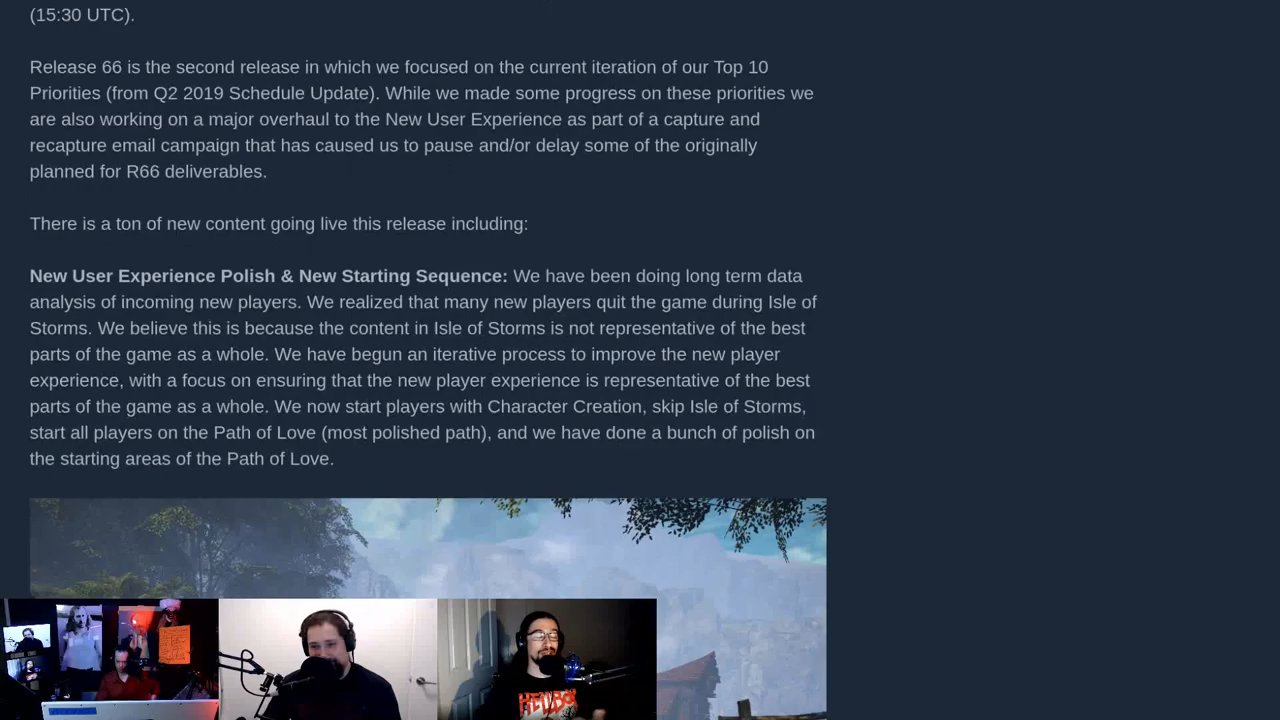 (15:30 UTC).
Release 66 is the second release in which we focused on the current iteration of our Top 10
Priorities (from Q2 2019 Schedule Update). While we made some progress on these priorities we
are also working on a major overhaul to the New User Experience as part of a capture and
recapture email campaign that has caused us to pause and/or delay some of the originally
planned for R66 deliverables.
There is a ton of new content going live this release including:
New User Experience Polish & New Starting Sequence: We have been doing long term data
analysis of incoming new players. We realized that many new players quit the game during Isle of
Storms. We believe this is because the content in Isle of Storms is not representative of the best
parts of the game as a whole. We have begun an iterative process to improve the new player
experience, with a focus on ensuring that the new player experience is representative of the best
parts of the game as a whole. We now start players with Character Creation, skip Isle of Storms,
start all players on the Path of Love (most polished path), and we have done a bunch of polish on
the starting areas of the Path of Love.